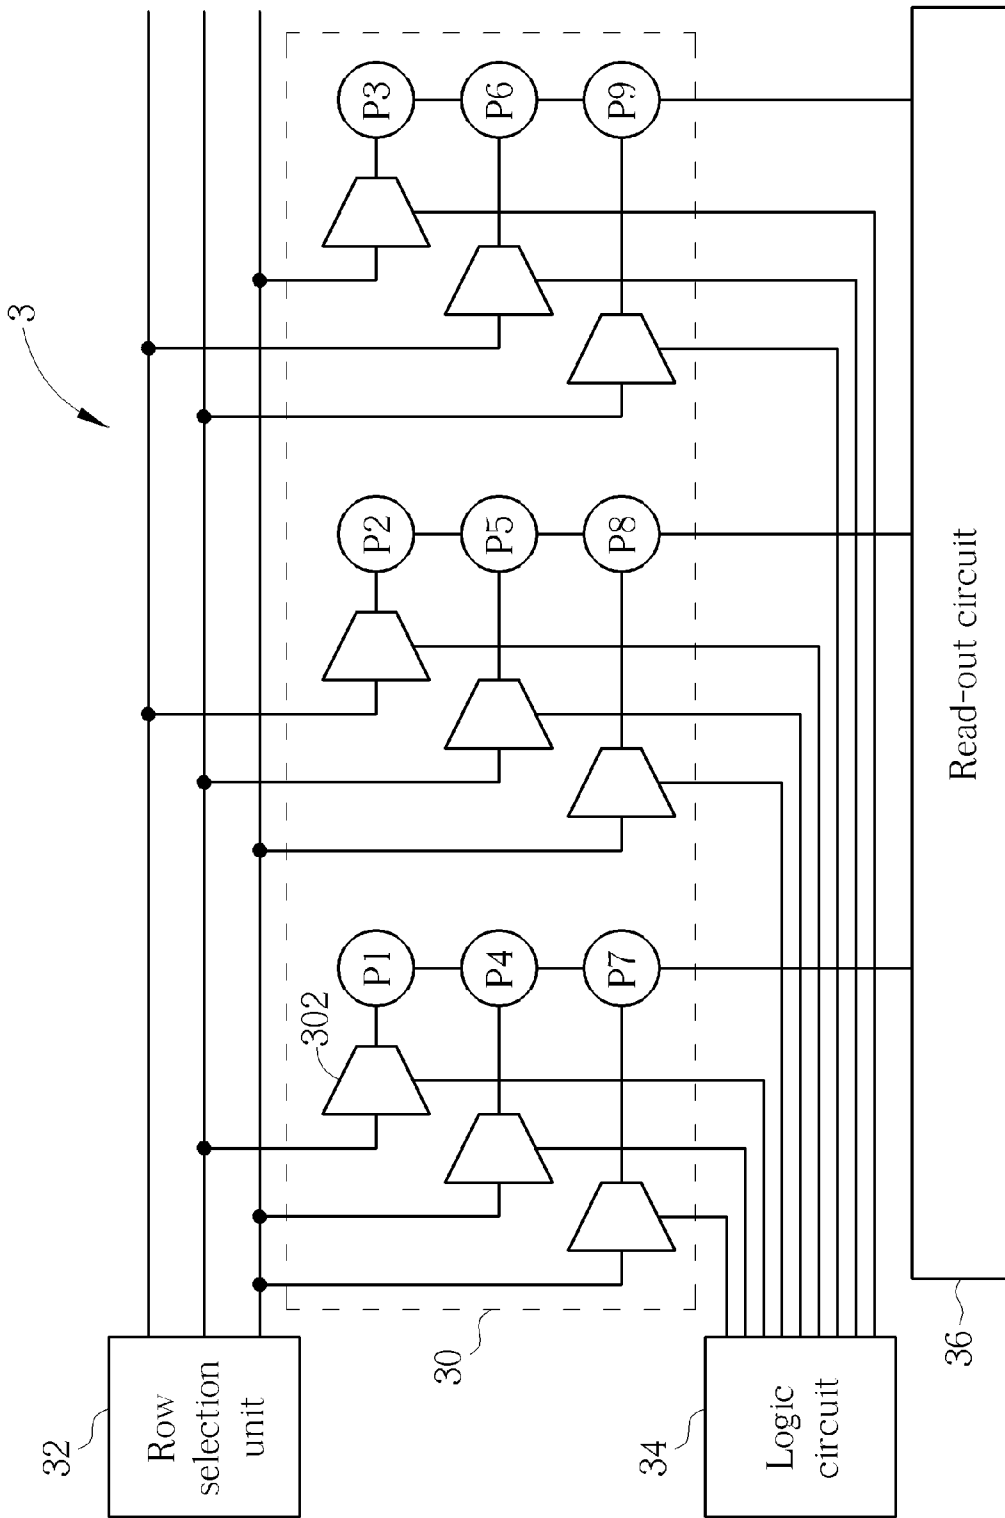 3
32
Row
selection
unit
30
302
P1
P2
P3
P4
P5
P6
P7
P8
P9
34
Logic
circuit
Read-out circuit
36